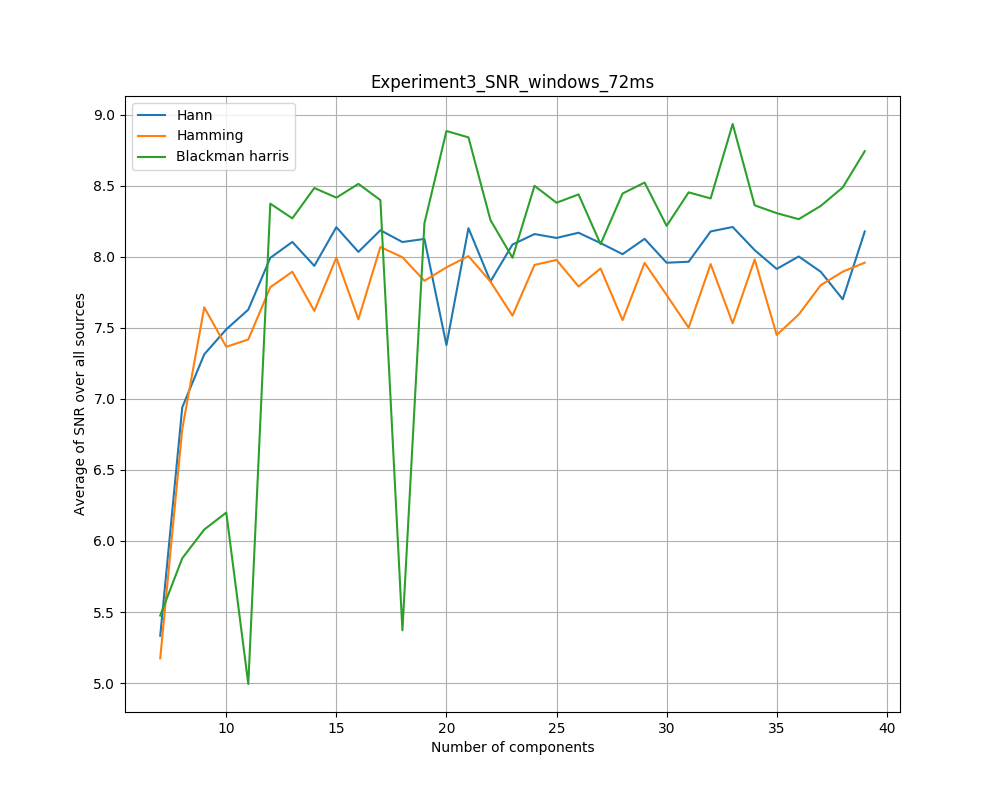 Experiment3_SNR_windows_72ms
Hann
Hamming
Blackman harris
Average of SNR over all sources
9.0
8.5
8.0
7.5
7.0
6.5
6.0
5.5
5.0
10 15 20 25 30 35 40
Number of components